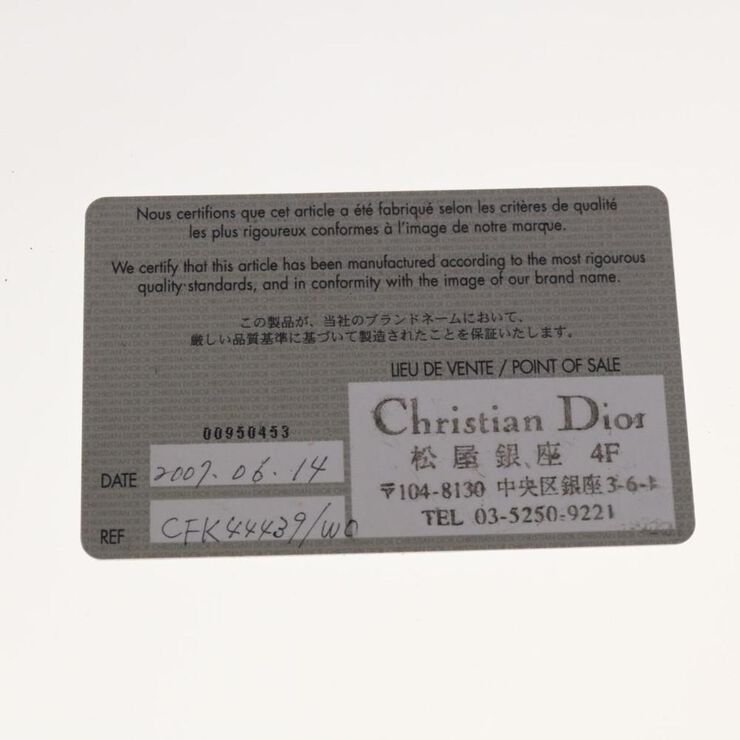 Nous certifions que cet article a été fabriqué selon les critères de qualité
les plus rigoureux conformes à l'image de notre marque.
We certify that this article has been manufactured according to the most rigourous
quality standards, and in conformity with the image of our brand name.
この製品が、当社のブランドネームにおいて、
厳しい品質基準に基づいて製造されたことを保証いたします。
LIEU DE VENTE / POINT OF SALE
Christian Dior
松屋銀座 4F
〒104-8130 中央区銀座3-6-1
TEL 03-5250-9221
00950453
DATE 2007.06.14
REF CFK44439/WO